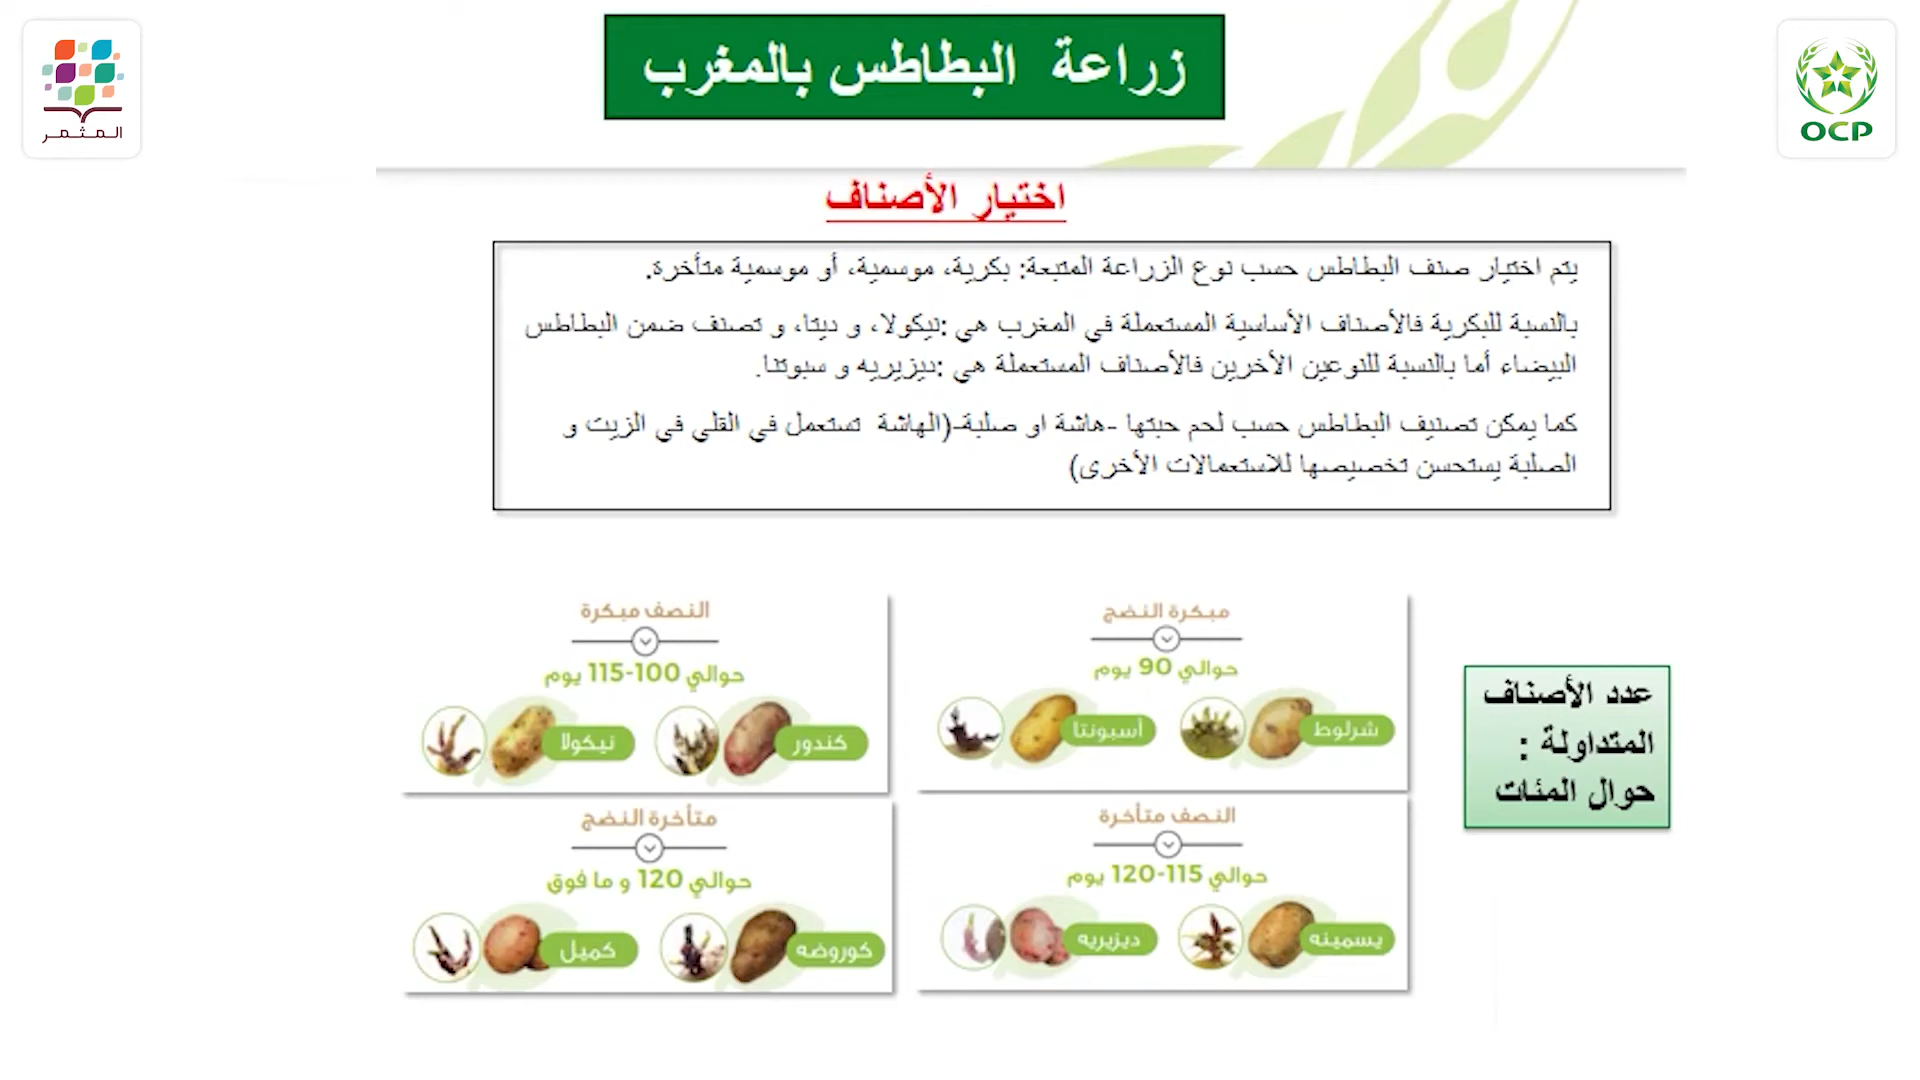 المثمر
OCP
زراعة البطاطس بالمغرب
اختيار الأصناف
يتم اختيار صنف البطاطس حسب نوع الزراعة المتبعة: بكرية، موسمية، أو موسمية متأخرة.
بالنسبة للبكرية فالأصناف الأساسية المستعملة في المغرب هي :نيكولا، و ديتا، و تصنف ضمن البطاطس
البيضاء أما بالنسبة للنوعين الأخرين فالأصناف المستعملة هي :ديزيريه و سبونتا.
كما يمكن تصنيف البطاطس حسب لحم حبتها -هاشة او صلبة-(الهاشة تستعمل في القلي في الزيت و
الصلبة يستحسن تخصيصها للاستعمالات الأخرى)
مبكرة النضج
حوالي 90 يوم
شرلوط
أسبونتا
النصف مبكرة
حوالي 100-115 يوم
كندور
نيكولا
النصف متأخرة
حوالي 115-120 يوم
يسمينه
ديزيريه
متأخرة النضج
حوالي 120 و ما فوق
كوروضه
كميل
عدد الأصناف
المتداولة :
حوال المئات